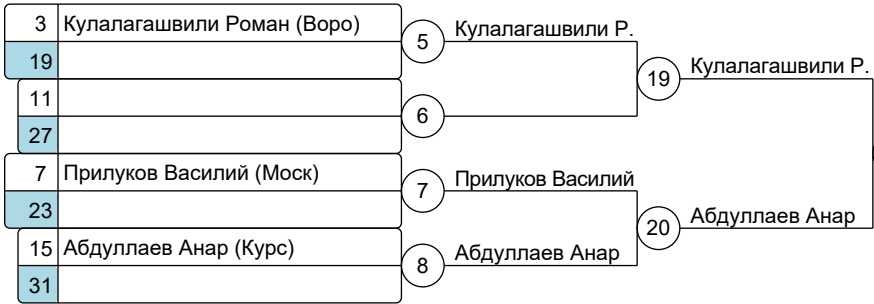 3 Кулалагашвили Роман (Воро)
19
5 Кулалагашвили Р.
19 Кулалагашвили Р.
11
27
6
7 Прилуков Василий (Моск)
23
7 Прилуков Василий
20 Абдуллаев Анар
15 Абдуллаев Анар (Курс)
31
8 Абдуллаев Анар